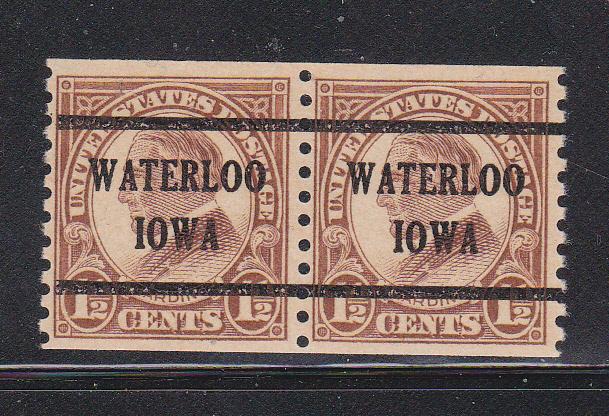 UNITED STATES POSTAGE
WATERLOO
IOWA
HARDING
1½ 1½
CENTS
UNITED STATES POSTAGE
WATERLOO
IOWA
HARDING
1½ 1½
CENTS